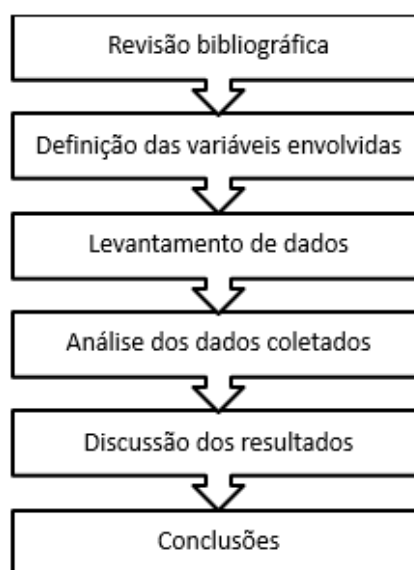 Revisão bibliográfica
Definição das variáveis envolvidas
Levantamento de dados
Análise dos dados coletados
Discussão dos resultados
Conclusões